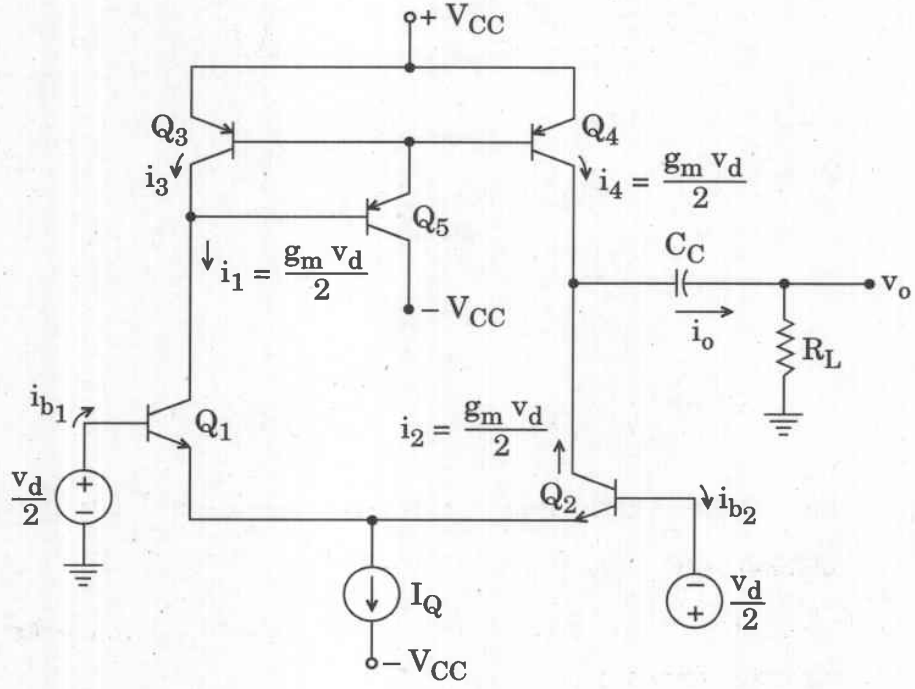 + V_CC
Q_3
Q_4
i_3
i_4 = g_m v_d / 2
Q_5
i_1 = g_m v_d / 2
C_C
v_o
– V_CC
i_o
R_L
i_b1
Q_1
i_2 = g_m v_d / 2
v_d / 2
+
–
Q_2
i_b2
I_Q
–
+
v_d / 2
– V_CC